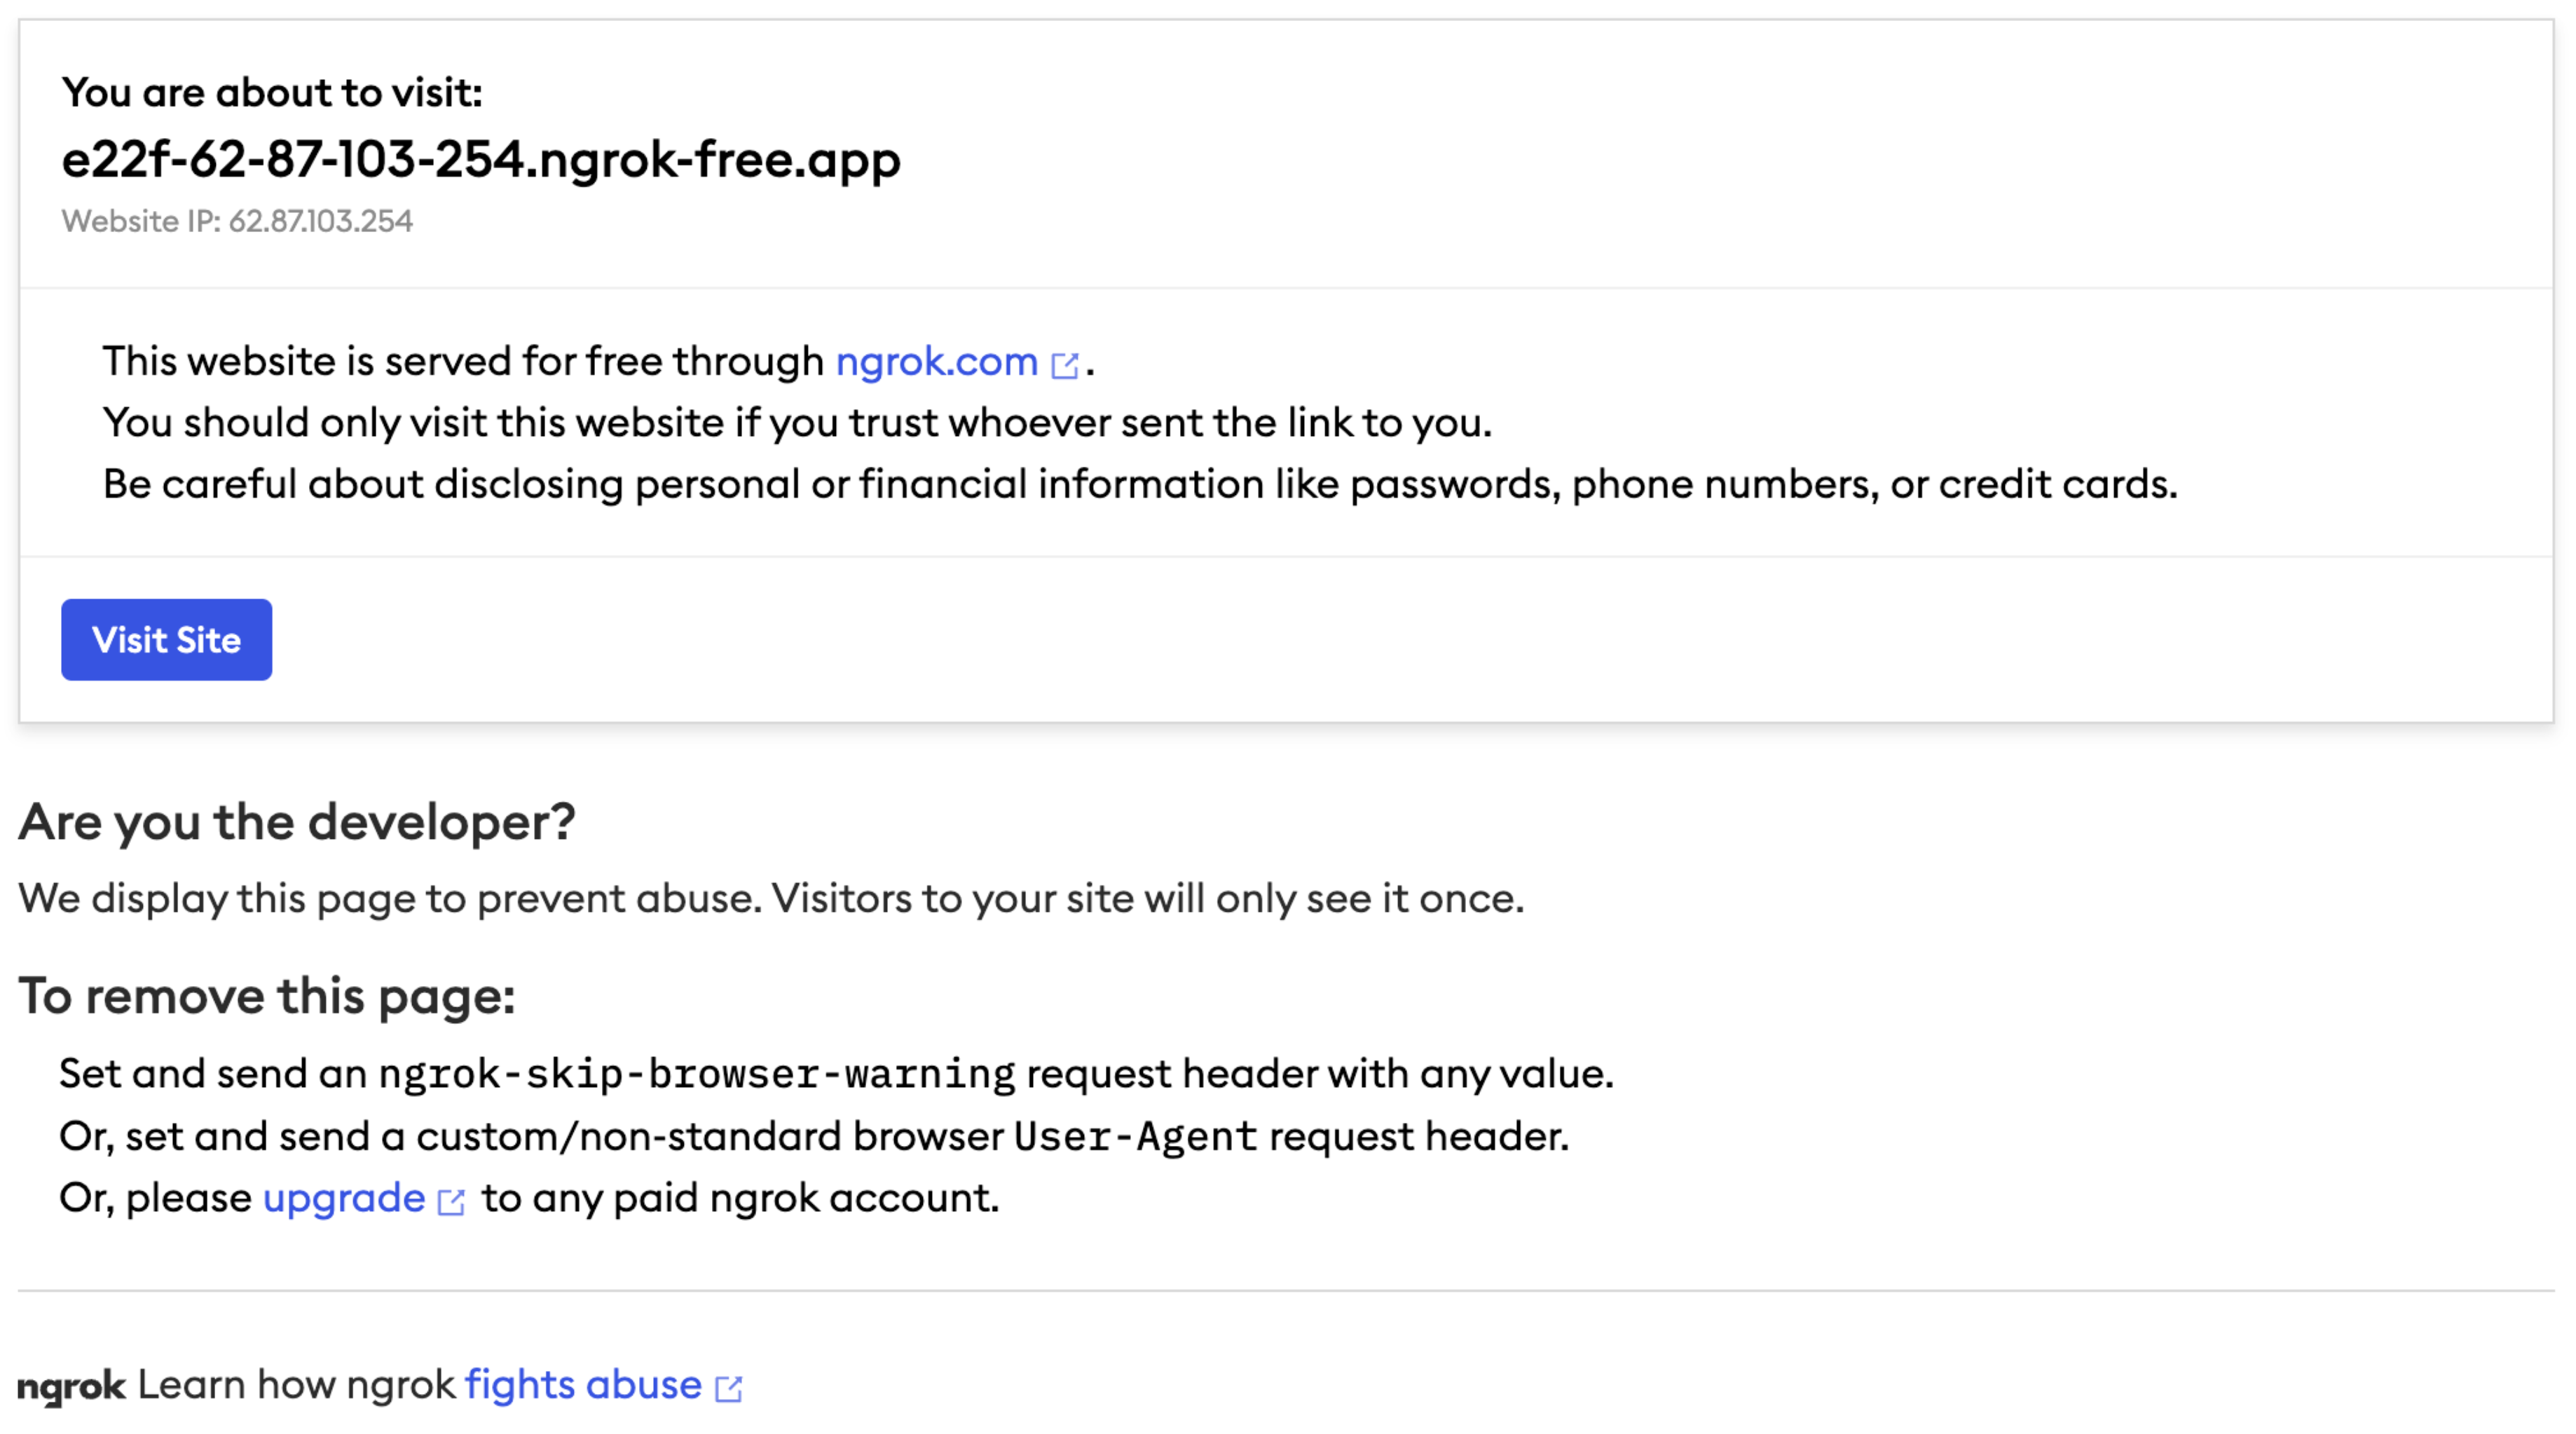 You are about to visit:
e22f-62-87-103-254.ngrok-free.app
Website IP: 62.87.103.254
This website is served for free through ngrok.com.
You should only visit this website if you trust whoever sent the link to you.
Be careful about disclosing personal or financial information like passwords, phone numbers, or credit cards.
Visit Site
Are you the developer?
We display this page to prevent abuse. Visitors to your site will only see it once.
To remove this page:
Set and send an ngrok-skip-browser-warning request header with any value.
Or, set and send a custom/non-standard browser User-Agent request header.
Or, please upgrade to any paid ngrok account.
ngrok Learn how ngrok fights abuse